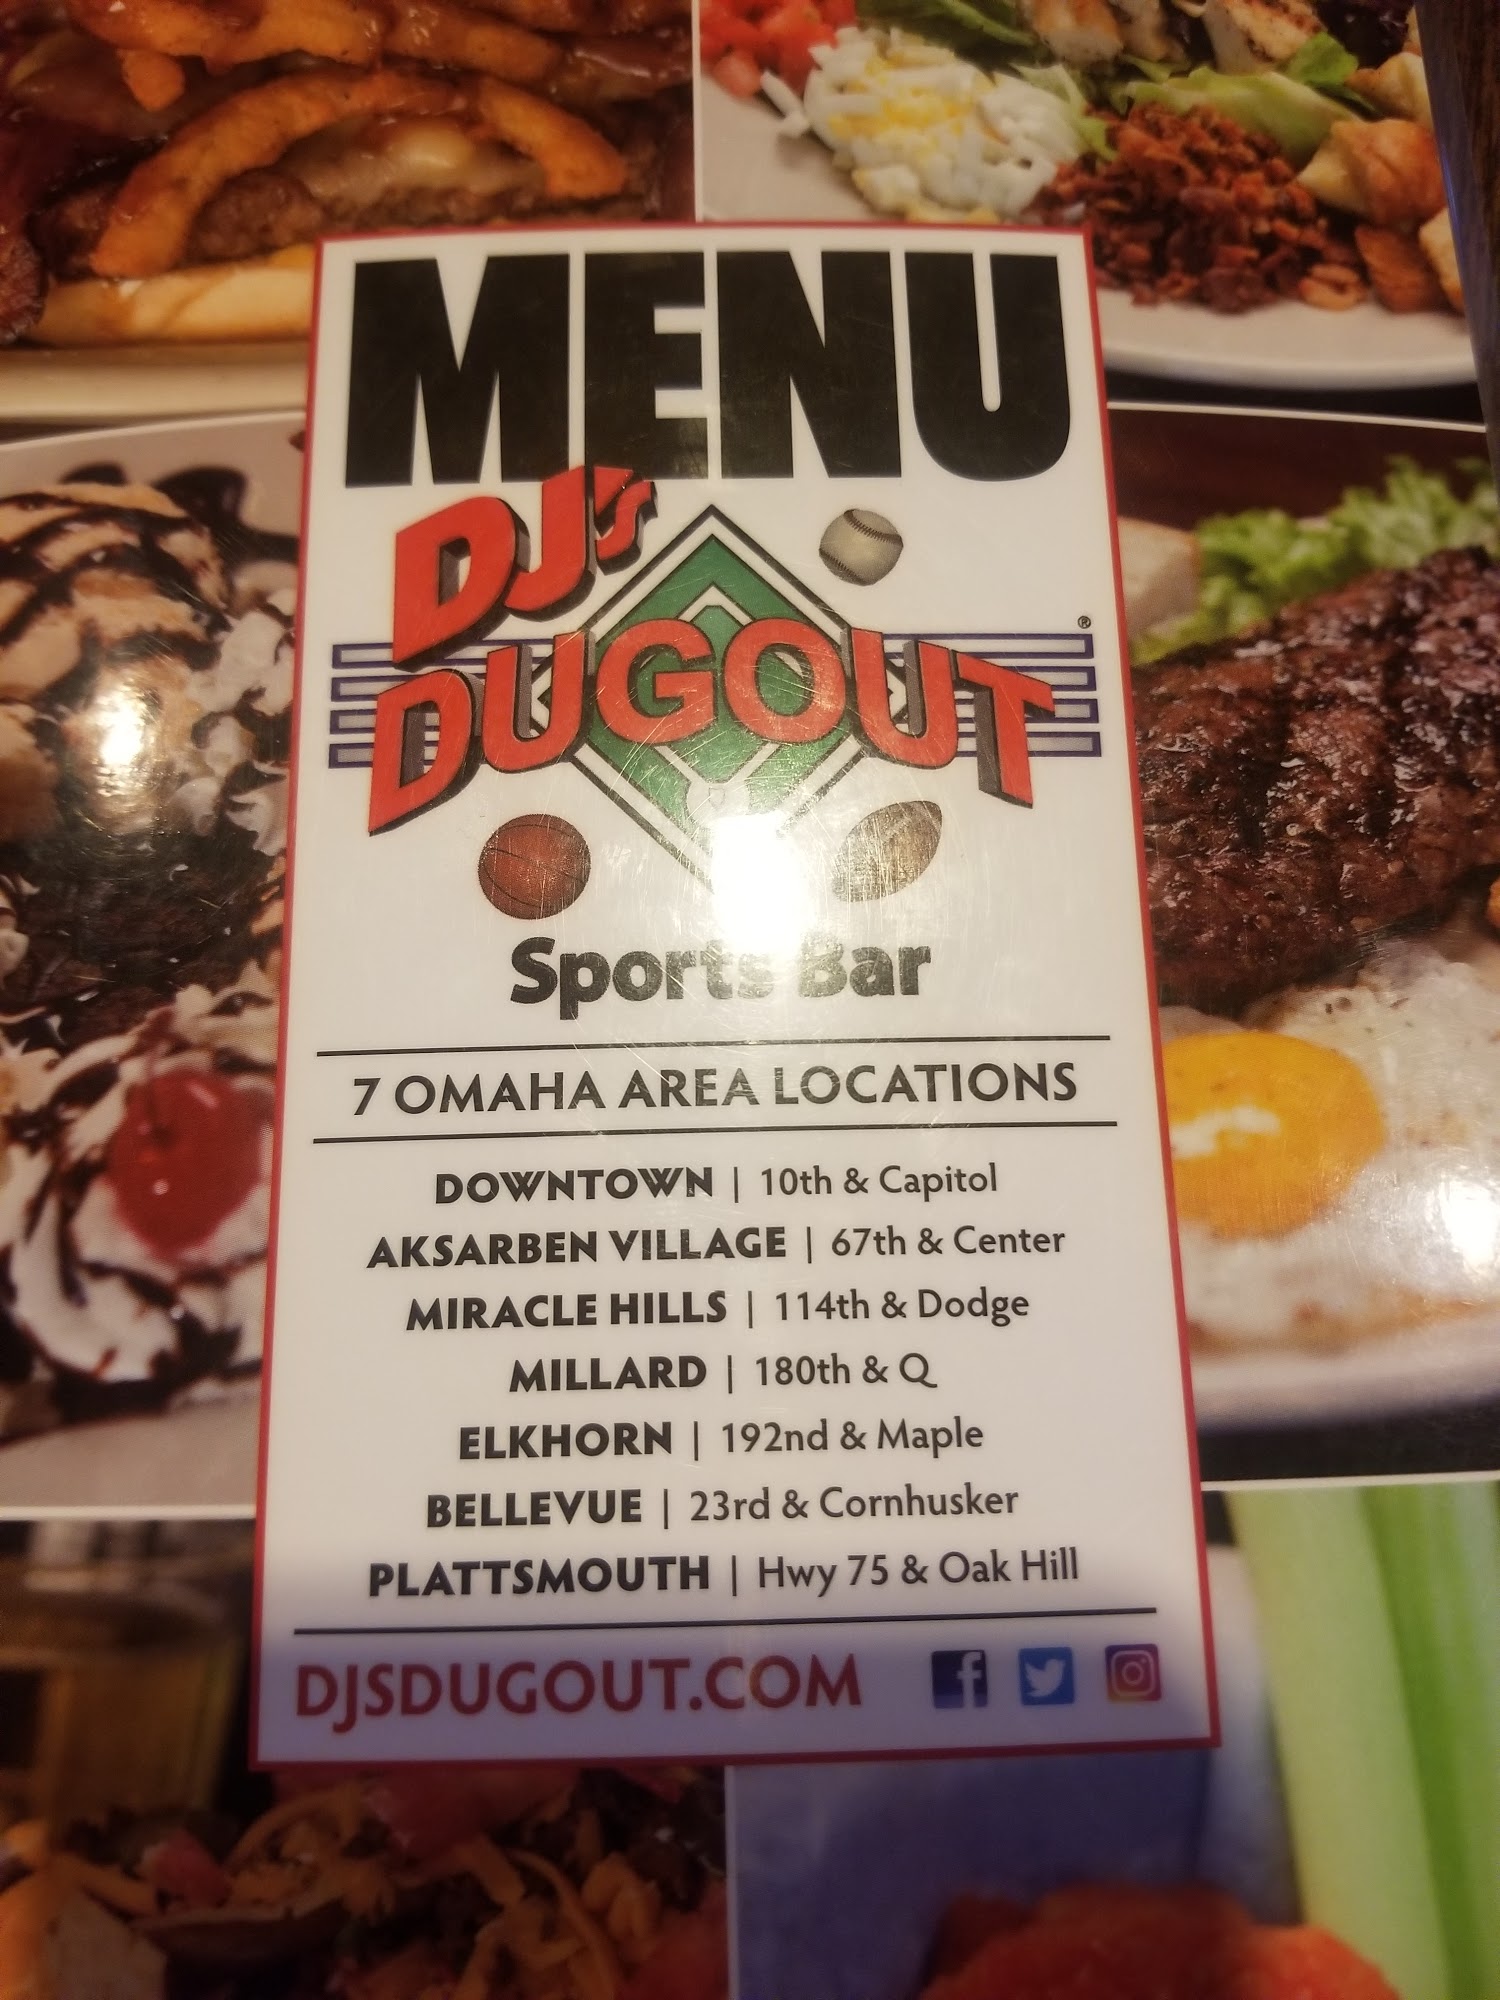 MENU
DJ's
DUGOUT®
Sports Bar
7 OMAHA AREA LOCATIONS
DOWNTOWN | 10th & Capitol
AKSARBEN VILLAGE | 67th & Center
MIRACLE HILLS | 114th & Dodge
MILLARD | 180th & Q
ELKHORN | 192nd & Maple
BELLEVUE | 23rd & Cornhusker
PLATTSMOUTH | Hwy 75 & Oak Hill
DJSDUGOUT.COM